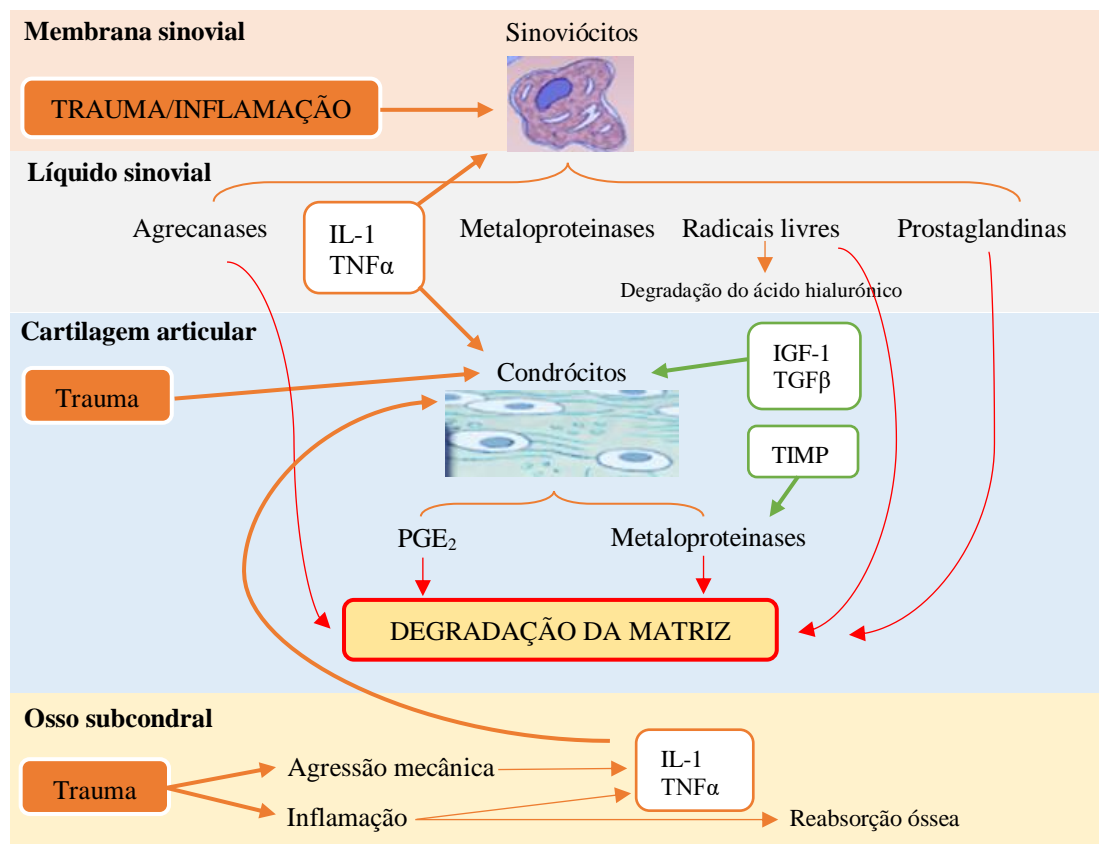 Membrana sinovial
Sinoviócitos
TRAUMA/INFLAMAÇÃO
Líquido sinovial
Agrecanases
IL-1
TNFα
Metaloproteinases
Radicais livres
Prostaglandinas
Degradação do ácido hialurónico
Cartilagem articular
Trauma
Condrócitos
IGF-1
TGFβ
TIMP
PGE₂
Metaloproteinases
DEGRADAÇÃO DA MATRIZ
Osso subcondral
Trauma
Agressão mecânica
Inflamação
IL-1
TNFα
Reabsorção óssea